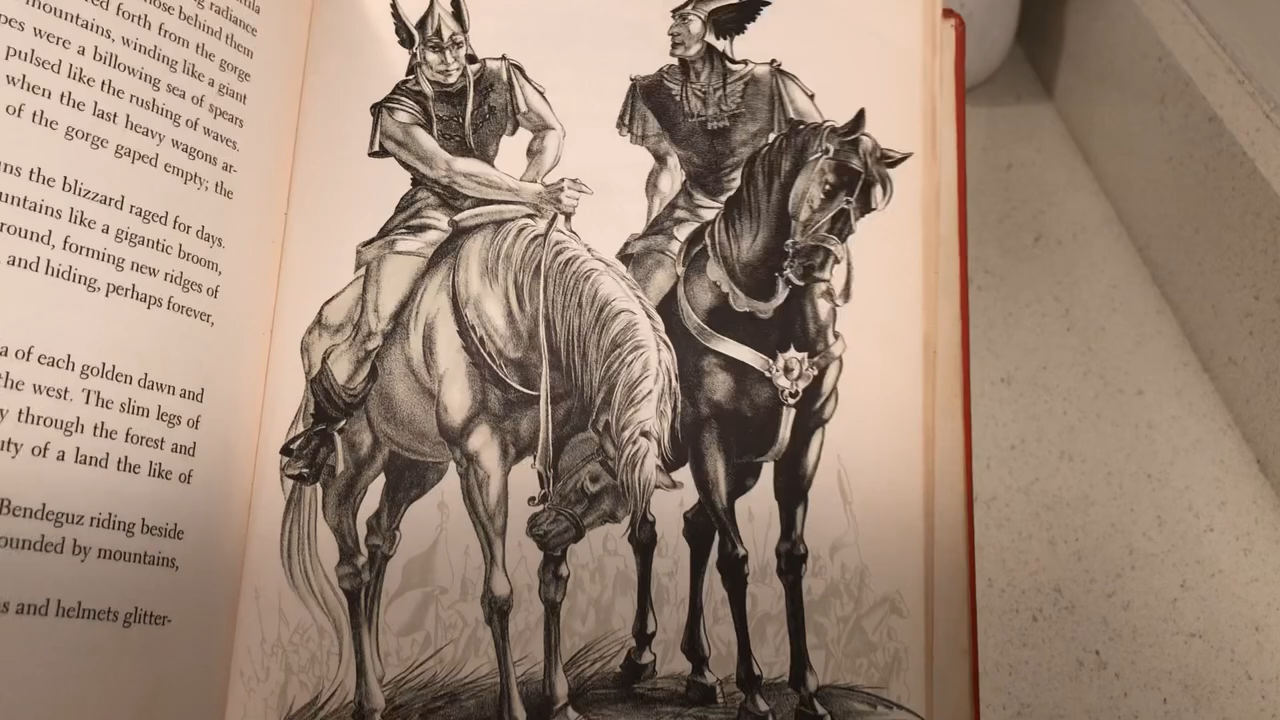 ng radiance
hose behind them
ed forth from the gorge
mountains, winding like a giant
pes were a billowing sea of spears
pulsed like the rushing of waves.
when the last heavy wagons ar-
of the gorge gaped empty; the
ns the blizzard raged for days.
untains like a gigantic broom,
round, forming new ridges of
and hiding, perhaps forever,
a of each golden dawn and
the west. The slim legs of
y through the forest and
uty of a land the like of
Bendeguz riding beside
ounded by mountains,
s and helmets glitter-